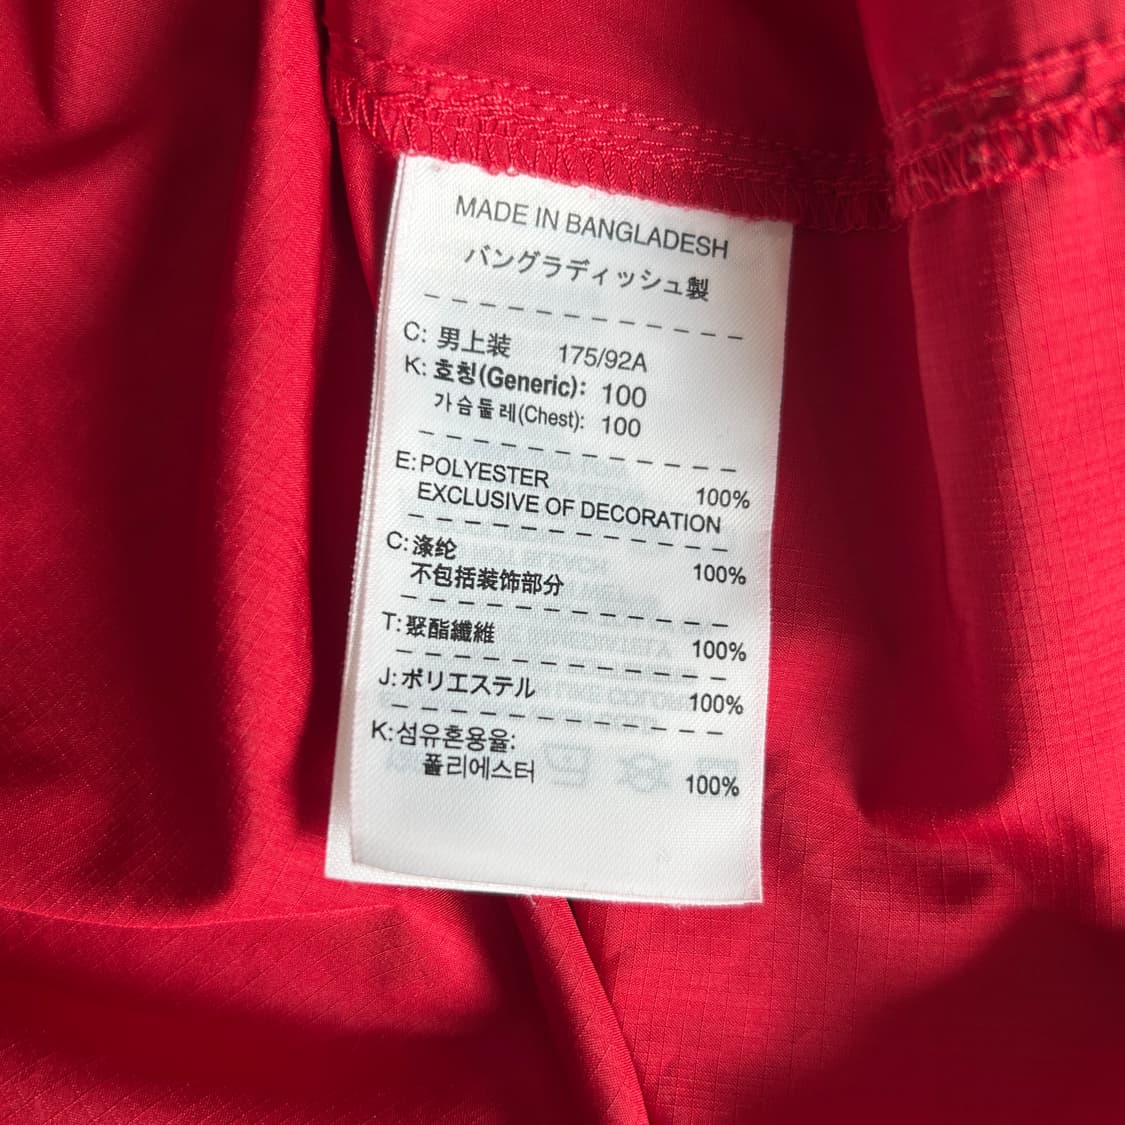 MADE IN BANGLADESH
バングラディッシュ製
C: 男上装 175/92A
K: 호칭(Generic): 100
가슴둘레(Chest): 100
E: POLYESTER 100%
EXCLUSIVE OF DECORATION
C: 涤纶 100%
不包括装饰部分
T: 聚酯纖維 100%
J: ポリエステル 100%
K: 섬유혼용율:
폴리에스터 100%